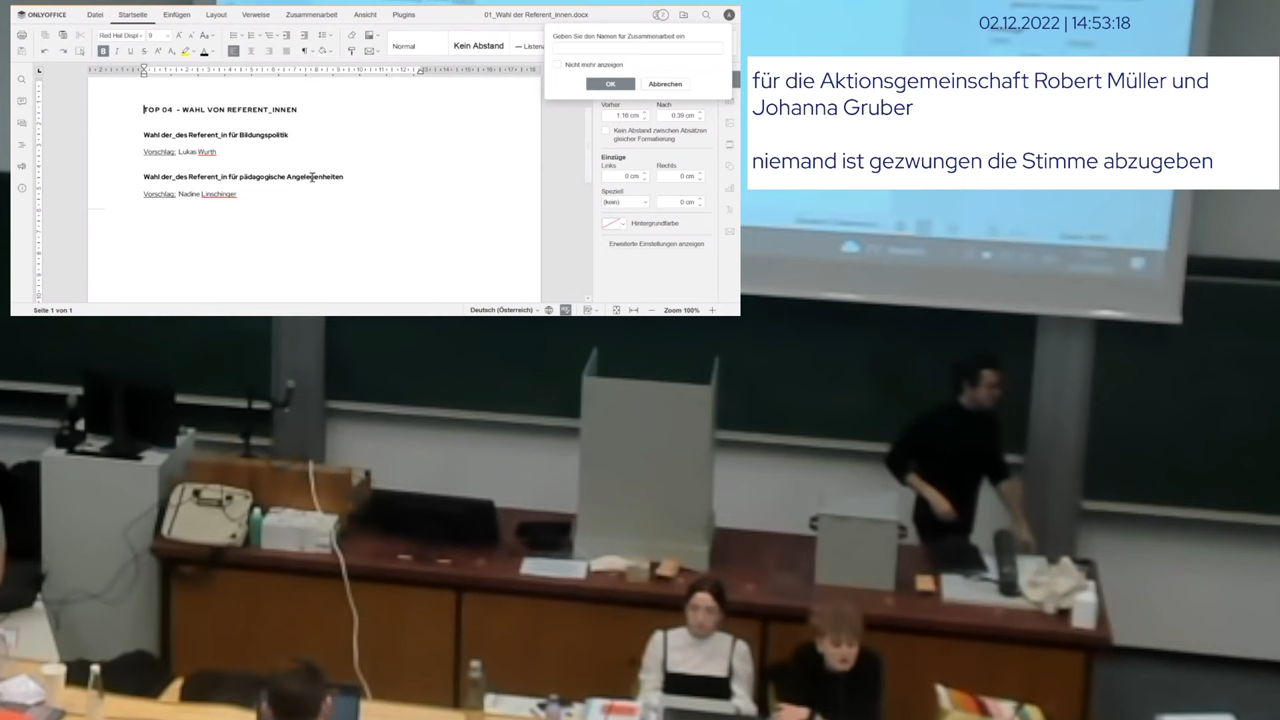 ONLYOFFICE
Datei Startseite Einfügen Layout Verweise Zusammenarbeit Ansicht Plugins
01_Wahl der Referent_innen.docx
Red Hat Displ 9
Normal
Kein Abstand
Geben Sie den Namen für Zusammenarbeit ein
Nicht mehr anzeigen
OK Abbrechen
TOP 04 - WAHL VON REFERENT_INNEN
Wahl der_des Referent_in für Bildungspolitik
Vorschlag: Lukas Wurth
Wahl der_des Referent_in für pädagogische Angelegenheiten
Vorschlag: Nadine Linschinger
Vorher Nach
1.16 cm 0.39 cm
Kein Abstand zwischen Absätzen
gleicher Formatierung
Einzüge
Links Rechts
0 cm 0 cm
Speziell
(kein) 0 cm
Hintergrundfarbe
Erweiterte Einstellungen anzeigen
Seite 1 von 1
Deutsch (Österreich)
Zoom 100%
02.12.2022 | 14:53:18
für die Aktionsgemeinschaft Robert Müller und
Johanna Gruber
niemand ist gezwungen die Stimme abzugeben